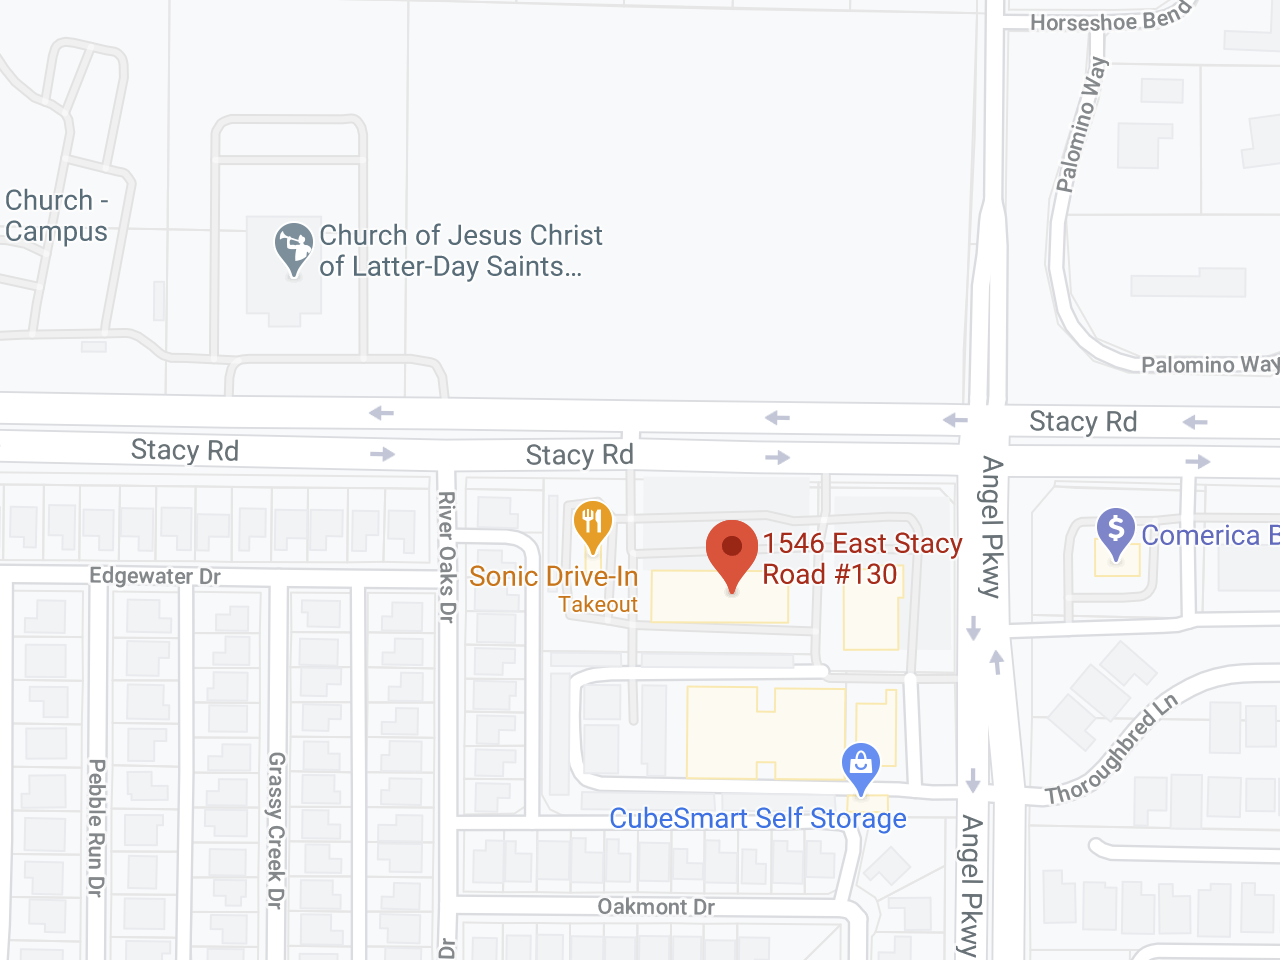 Horseshoe Bend
Palomino Way
Church -
Campus
Church of Jesus Christ
of Latter-Day Saints...
Palomino Way
Stacy Rd
Stacy Rd
Stacy Rd
Angel Pkwy
River Oaks Dr
Sonic Drive-In
Takeout
1546 East Stacy
Road #130
Comerica B
Edgewater Dr
Thoroughbred Ln
Pebble Run Dr
Grassy Creek Dr
CubeSmart Self Storage
Angel Pkwy
Oakmont Dr
Dr